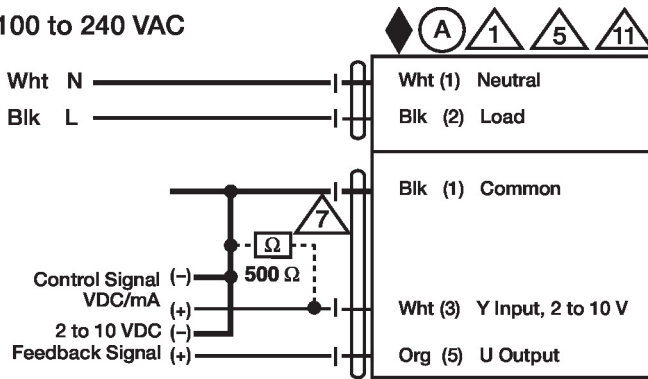 100 to 240 VAC
A 1 5 11
Wht N
Wht (1) Neutral
Blk L
Blk (2) Load
Blk (1) Common
7
Ω
500 Ω
Control Signal (−)
VDC/mA
(+)
Wht (3) Y Input, 2 to 10 V
2 to 10 VDC (−)
Feedback Signal (+)
Org (5) U Output